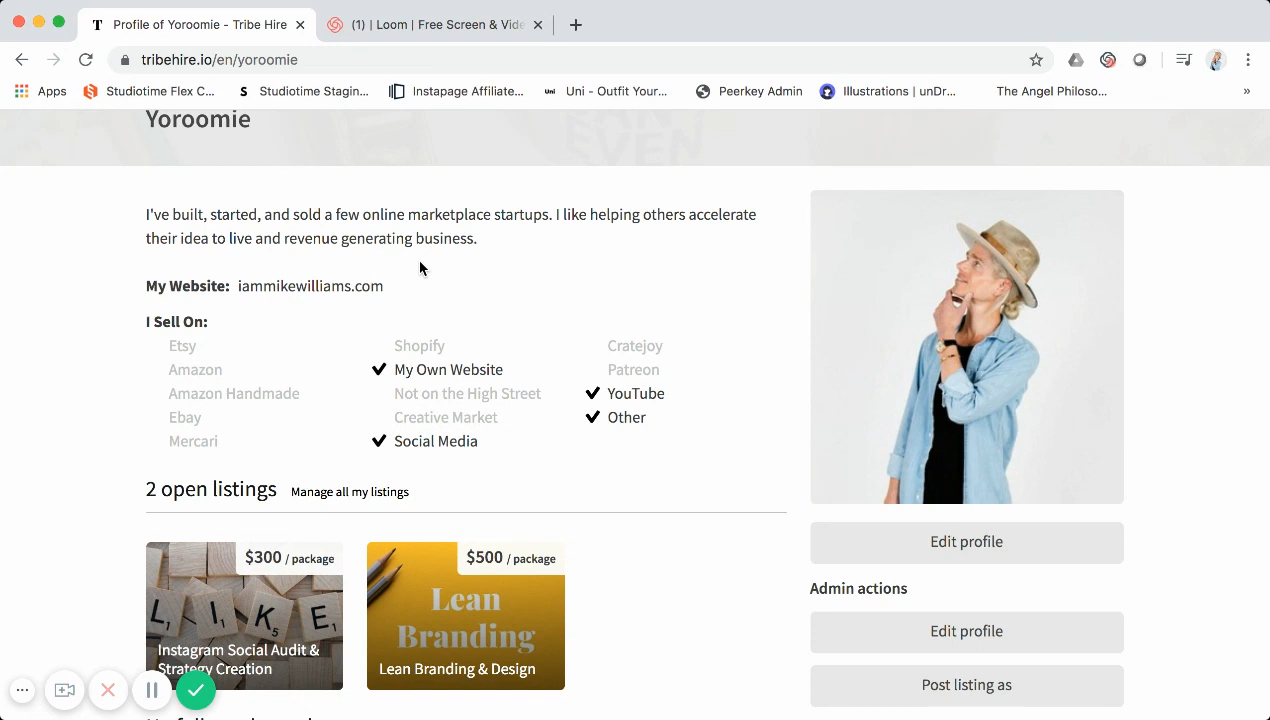 Profile of Yoroomie - Tribe Hire
(1) | Loom | Free Screen & Vide
tribehire.io/en/yoroomie
Apps
Studiotime Flex C...
S Studiotime Stagin...
Instapage Affiliate...
Uni Uni - Outfit Your...
Peerkey Admin
Illustrations | unDr...
The Angel Philoso...
»
Yoroomie
I've built, started, and sold a few online marketplace startups. I like helping others accelerate
their idea to live and revenue generating business.
My Website: iammikewilliams.com
I Sell On:
Etsy Shopify Cratejoy
Amazon My Own Website Patreon
Amazon Handmade Not on the High Street YouTube
Ebay Creative Market Other
Mercari Social Media
2 open listings Manage all my listings
$300 / package
LIKE
Instagram Social Audit &
Strategy Creation
$500 / package
Lean
Branding
Lean Branding & Design
Edit profile
Admin actions
Edit profile
Post listing as